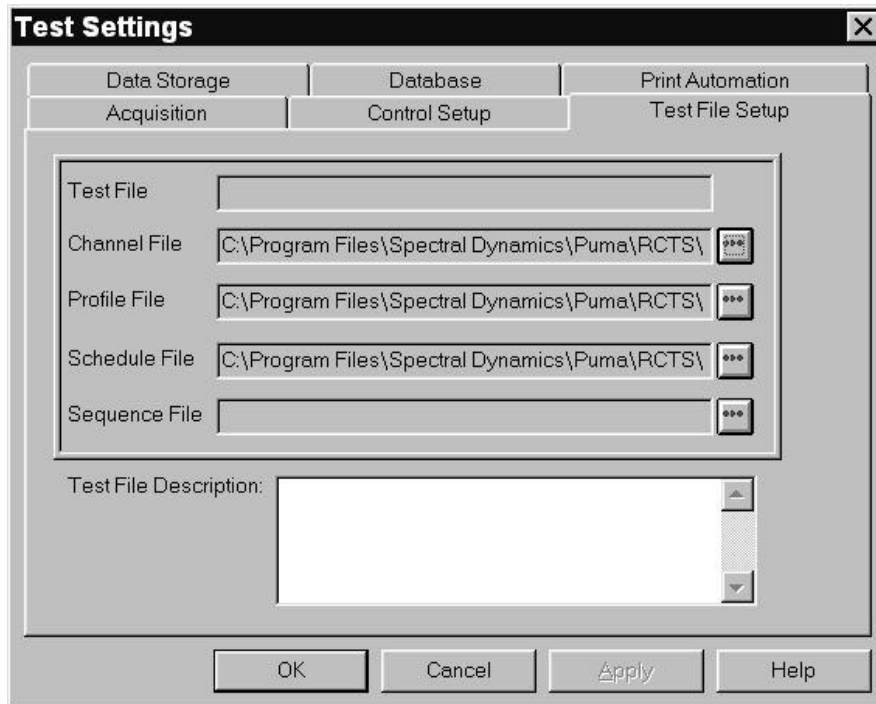 Test Settings
Data Storage
Database
Print Automation
Acquisition
Control Setup
Test File Setup
Test File
Channel File C:\Program Files\Spectral Dynamics\Puma\RCTS\
Profile File C:\Program Files\Spectral Dynamics\Puma\RCTS\
Schedule File C:\Program Files\Spectral Dynamics\Puma\RCTS\
Sequence File
Test File Description:
OK
Cancel
Apply
Help